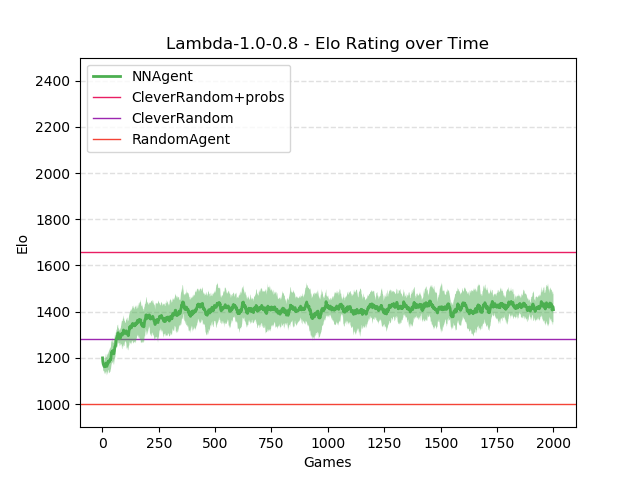 Lambda-1.0-0.8 - Elo Rating over Time
NNAgent
CleverRandom+probs
CleverRandom
RandomAgent
2400
2200
2000
1800
1600
1400
1200
1000
Elo
0 250 500 750 1000 1250 1500 1750 2000
Games